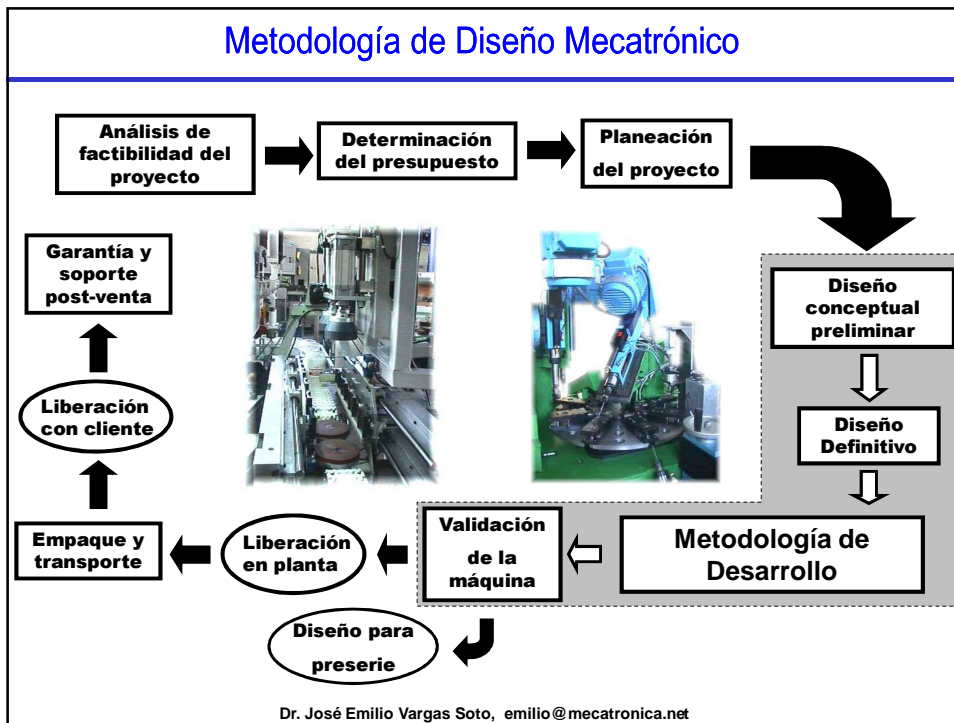 Metodología de Diseño Mecatrónico
Análisis de
factibilidad del
proyecto
Determinación
del presupuesto
Planeación
del proyecto
Diseño
conceptual
preliminar
Diseño
Definitivo
Metodología de
Desarrollo
Validación
de la
máquina
Diseño para
preserie
Liberación
en planta
Empaque y
transporte
Liberación
con cliente
Garantía y
soporte
post-venta
Dr. José Emilio Vargas Soto, emilio@mecatronica.net